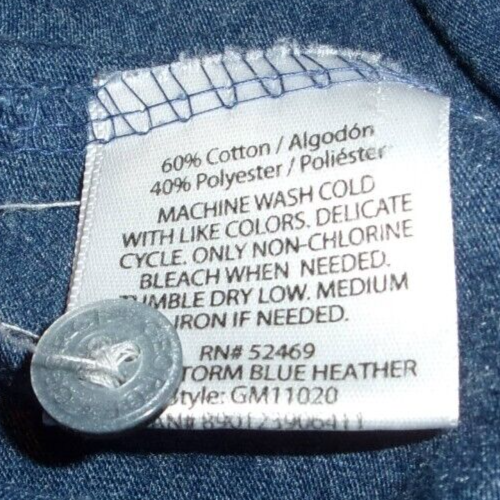 60% Cotton / Algodón
40% Polyester / Poliéster
MACHINE WASH COLD
WITH LIKE COLORS. DELICATE
CYCLE. ONLY NON-CHLORINE
BLEACH WHEN NEEDED.
TUMBLE DRY LOW. MEDIUM
IRON IF NEEDED.
RN# 52469
TORM BLUE HEATHER
Style: GM11020